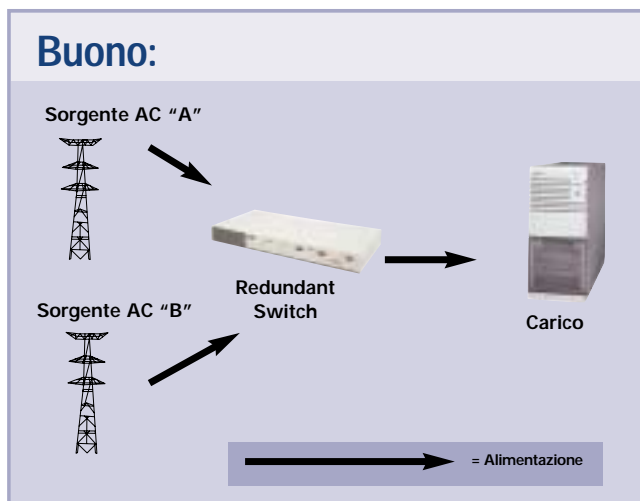 Buono:
Sorgente AC “A”
Redundant
Switch
Sorgente AC “B”
Carico
= Alimentazione